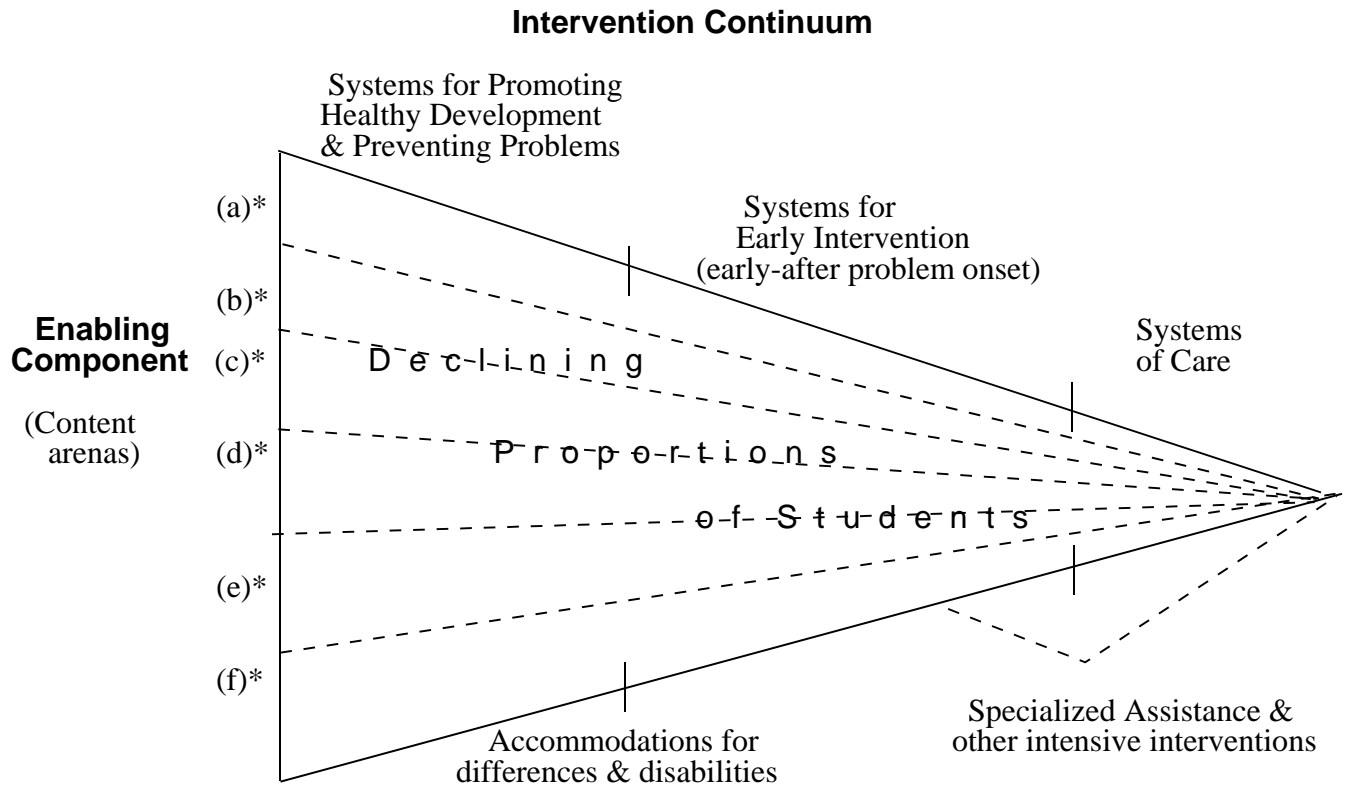 Intervention Continuum
Systems for Promoting
Healthy Development
& Preventing Problems
(a)*
Systems for
Early Intervention
(early-after problem onset)
(b)*
Enabling
Component
(c)*
Declining
Systems
of Care
(Content
arenas)
(d)*
Proportions
of Students
(e)*
(f)*
Accommodations for
differences & disabilities
Specialized Assistance &
other intensive interventions